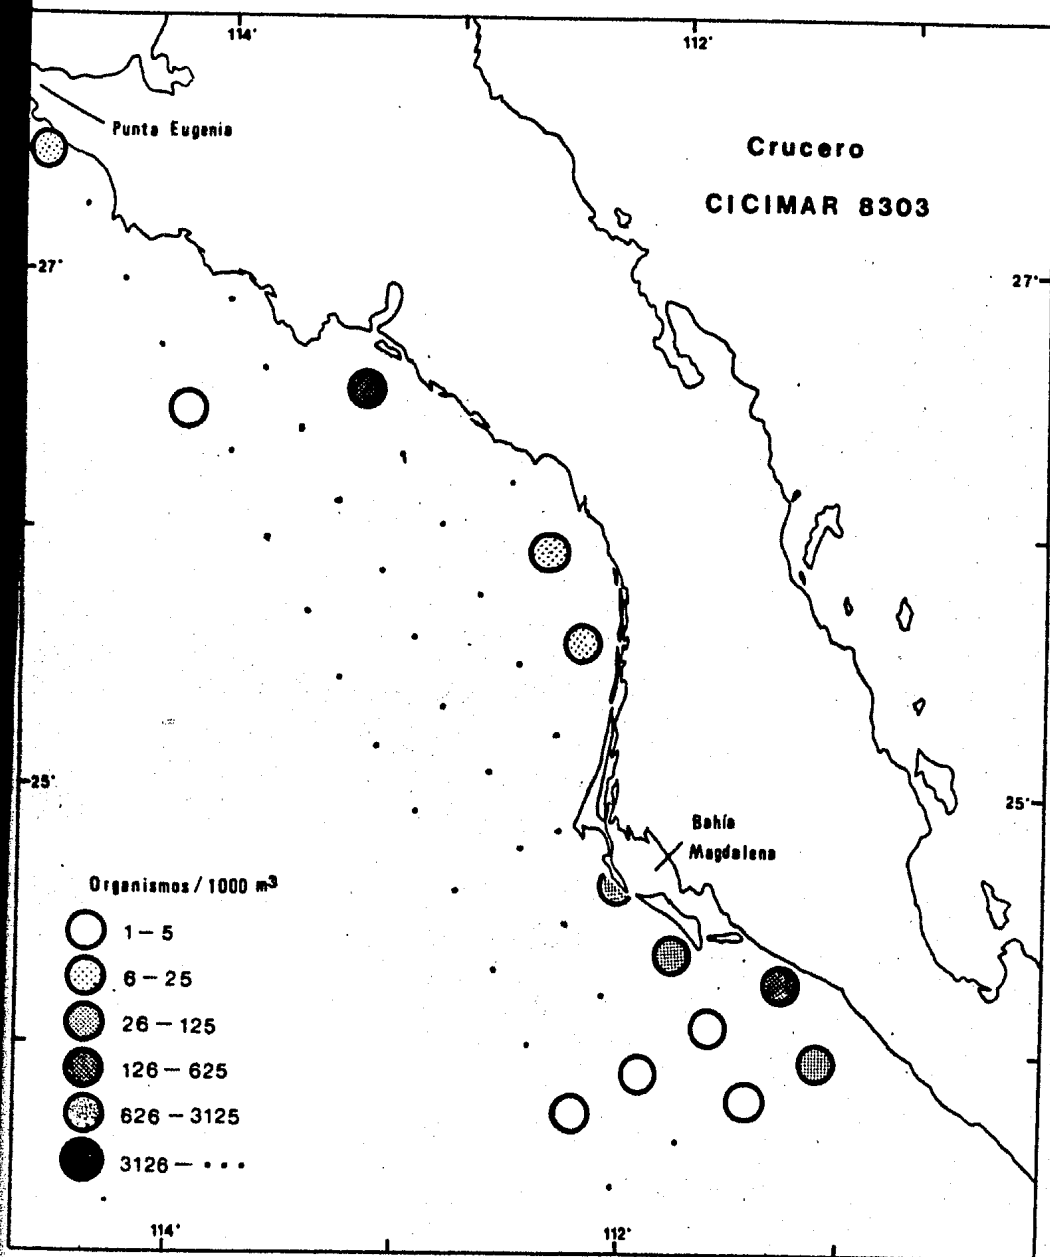 114°
112°
Punta Eugenia
Crucero
CICIMAR 8303
27°
27°
25°
25°
Bahía
Magdalena
Organismos / 1000 m³
1 – 5
6 – 25
26 – 125
126 – 625
626 – 3125
3126 – • • •
114°
112°